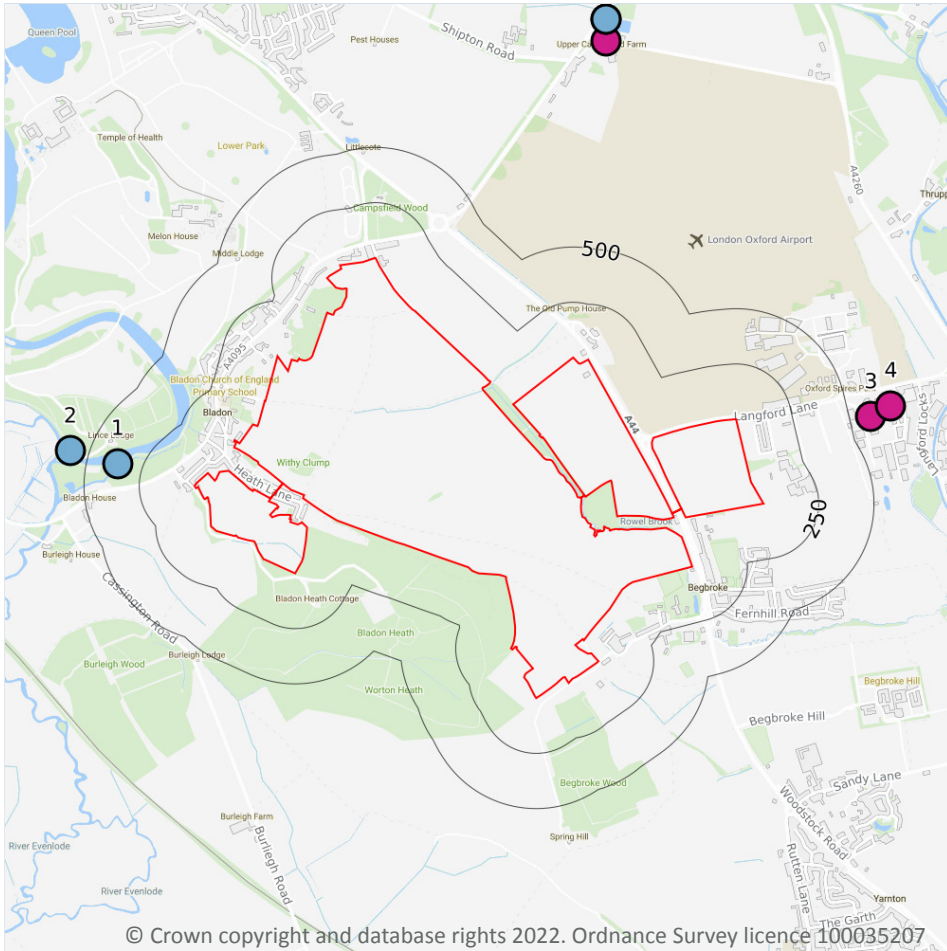 Queen Pool
Pest Houses
Shipton Road
Upper Ca
d Farm
Temple of Health
Lower Park
Littlecote
A4260
Thrupp
Campsfield Wood
Melon House
Middle Lodge
500
London Oxford Airport
The Old Pump House
A4095
Bladon Church of England
Primary School
Bladon
Oxford Spires P
3
4
Langford Lane
A44
2
1
Lince Lodge
Langford Locks
Withy Clump
Heath Lane
Bladon House
250
Rowel Brook
Burleigh House
Cassington Road
Bladon Heath Cottage
Begbroke
Fernhill Road
Bladon Heath
Burleigh Wood
Burleigh Lodge
Worton Heath
Begbroke Hill
Begbroke Hill
Sandy Lane
Begbroke Wood
Woodstock Road
Burleigh Farm
Spring Hill
River Evenlode
Burliegh Road
Rutten Lane
River Evenlode
Yarnton
The Garth
© Crown copyright and database rights 2022. Ordnance Survey licence 100035207